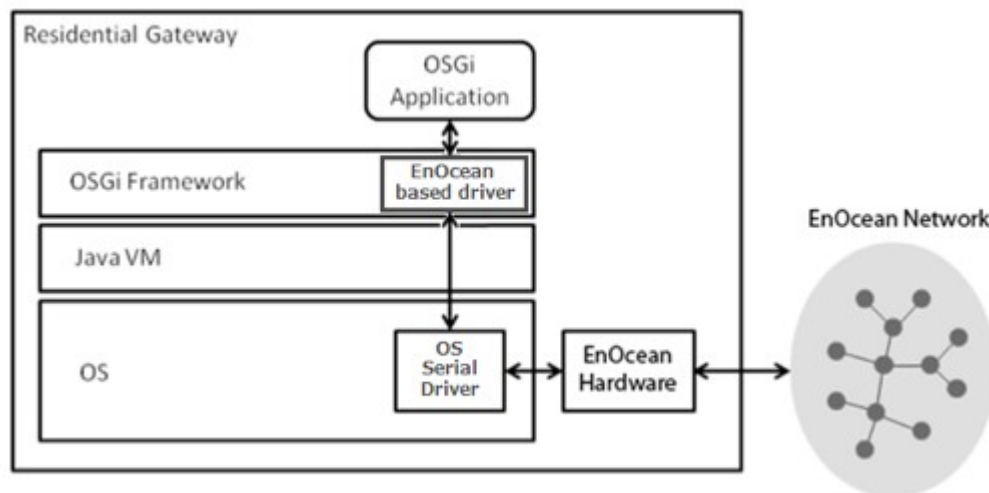 Residential Gateway
OSGi
Application
OSGi Framework
EnOcean
based driver
Java VM
EnOcean Network
OS
OS
Serial
Driver
EnOcean
Hardware